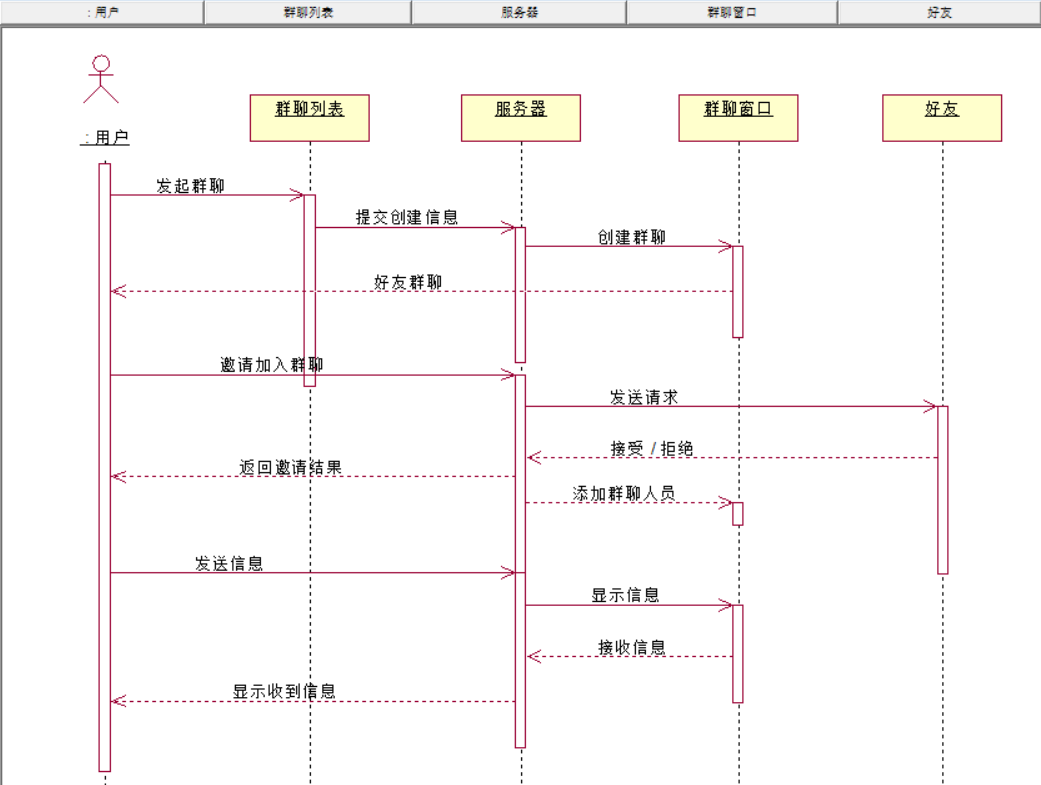 : 用户
群聊列表
服务器
群聊窗口
好友
: 用户
群聊列表
服务器
群聊窗口
好友
发起群聊
提交创建信息
创建群聊
好友群聊
邀请加入群聊
发送请求
接受 / 拒绝
返回邀请结果
添加群聊人员
发送信息
显示信息
接收信息
显示收到信息